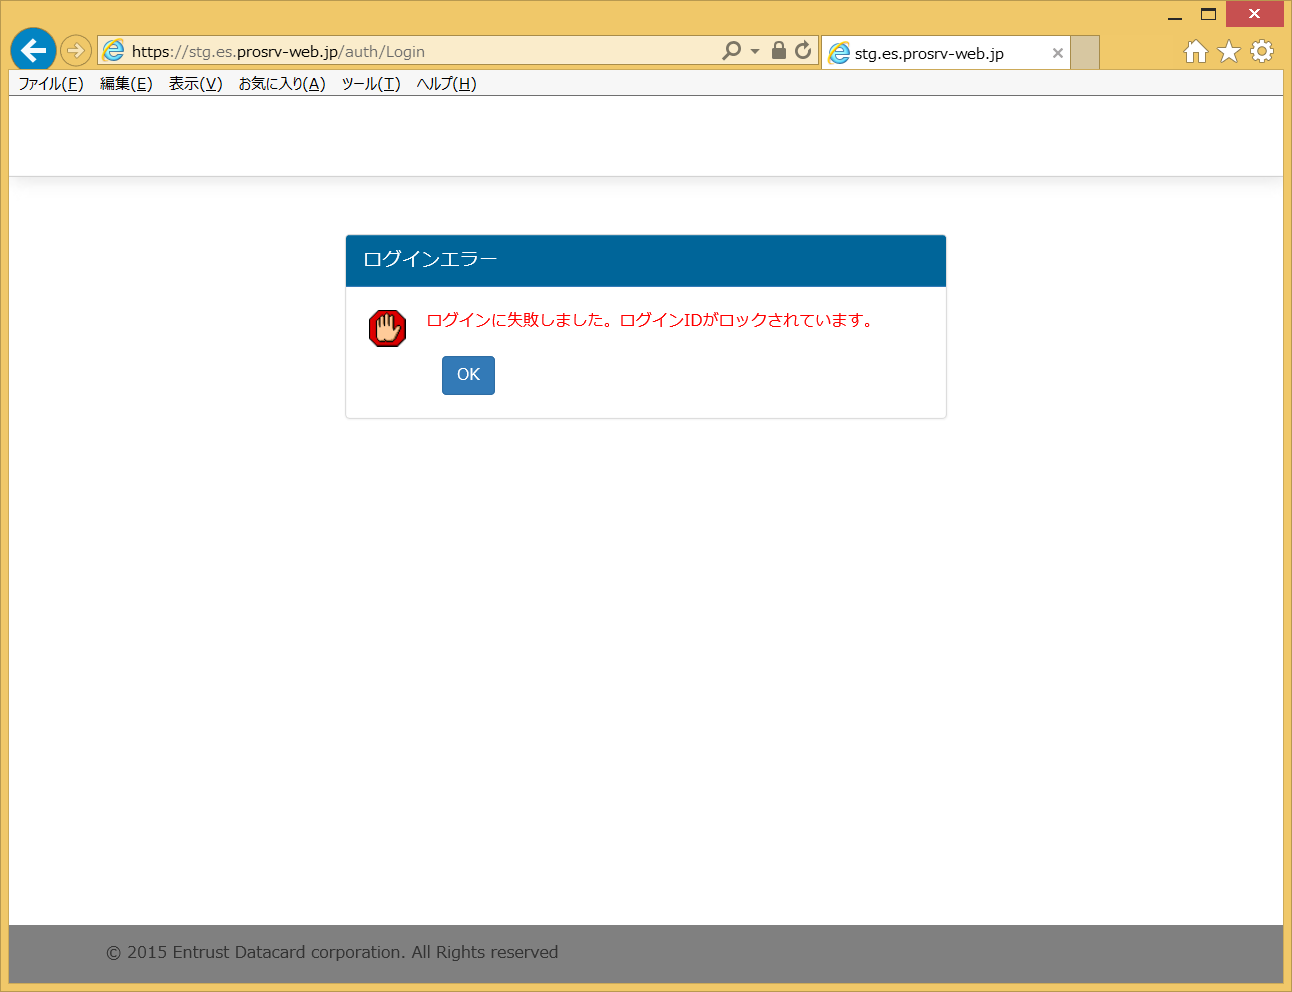 https://stg.es.prosrv-web.jp/auth/Login
stg.es.prosrv-web.jp
ファイル(F) 編集(E) 表示(V) お気に入り(A) ツール(T) ヘルプ(H)
ログインエラー
ログインに失敗しました。ログインIDがロックされています。
OK
© 2015 Entrust Datacard corporation. All Rights reserved